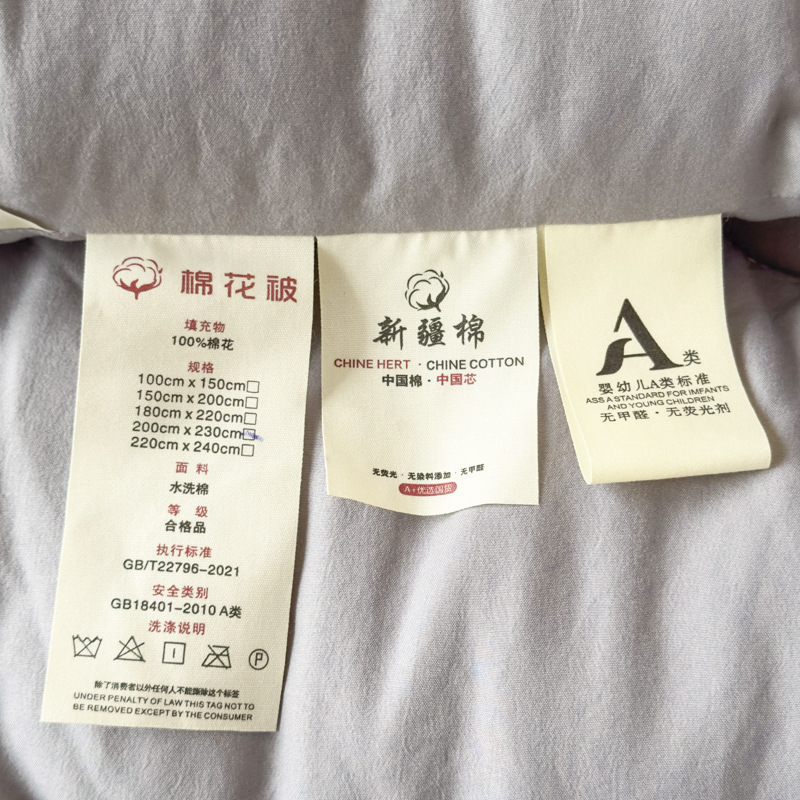 棉花被
填充物
100%棉花
规格
100cm x 150cm
150cm x 200cm
180cm x 220cm
200cm x 230cm
220cm x 240cm
面料
水洗棉
等级
合格品
执行标准
GB/T22796-2021
安全类别
GB18401-2010 A类
洗涤说明
P
除了消费者以外任何人不能撕除这个标签
UNDER PENALTY OF LAW THIS TAG NOT TO
BE REMOVED EXCEPT BY THE CONSUMER
新疆棉
CHINE HERT · CHINE COTTON
中国棉·中国芯
无荧光·无染料添加·无甲醛
A+优选国货
A类
婴幼儿A类标准
ASS A STANDARD FOR IMFANTS
AND YOUNG CHILDREN
无甲醛·无荧光剂